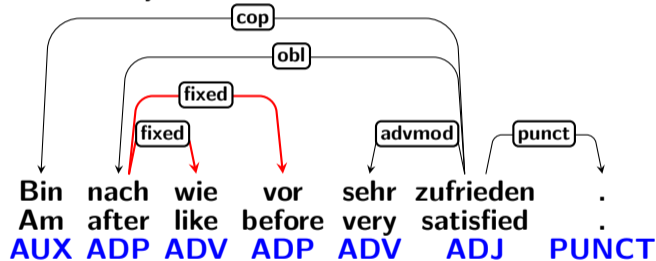 cop
obl
fixed
fixed advmod punct
Bin nach wie vor sehr zufrieden .
Am after like before very satisfied .
AUX ADP ADV ADP ADV ADJ PUNCT